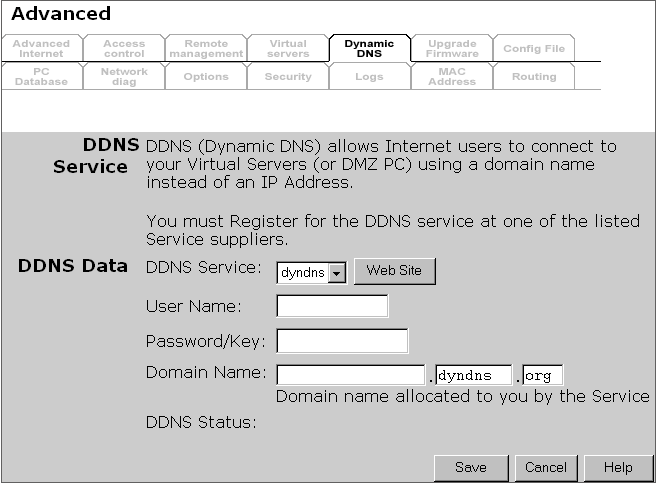 Advanced
Advanced Internet
Access control
Remote management
Virtual servers
Dynamic DNS
Upgrade Firmware
Config File
PC Database
Network diag
Options
Security
Logs
MAC Address
Routing
DDNS Service
DDNS (Dynamic DNS) allows Internet users to connect to
your Virtual Servers (or DMZ PC) using a domain name
instead of an IP Address.
You must Register for the DDNS service at one of the listed
Service suppliers.
DDNS Data
DDNS Service: dyndns Web Site
User Name:
Password/Key:
Domain Name: .dyndns .org
Domain name allocated to you by the Service
DDNS Status:
Save Cancel Help